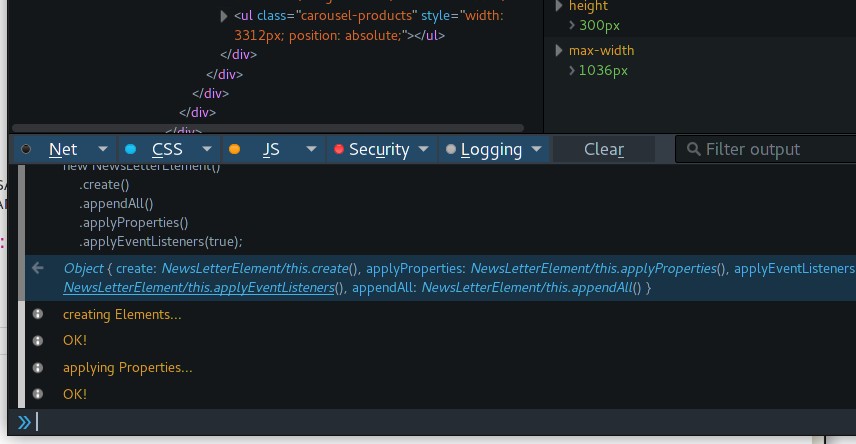 <ul class="carousel-products" style="width:
3312px; position: absolute;"></ul>
</div>
</div>
</div>
</div>
</div>
height
300px
max-width
1036px
Net CSS JS Security Logging Clear Filter output
new NewsLetterElement()
.create()
.appendAll()
.applyProperties()
.applyEventListeners(true);
Object { create: NewsLetterElement/this.create(), applyProperties: NewsLetterElement/this.applyProperties(), applyEventListeners
NewsLetterElement/this.applyEventListeners(), appendAll: NewsLetterElement/this.appendAll() }
creating Elements...
OK!
applying Properties...
OK!